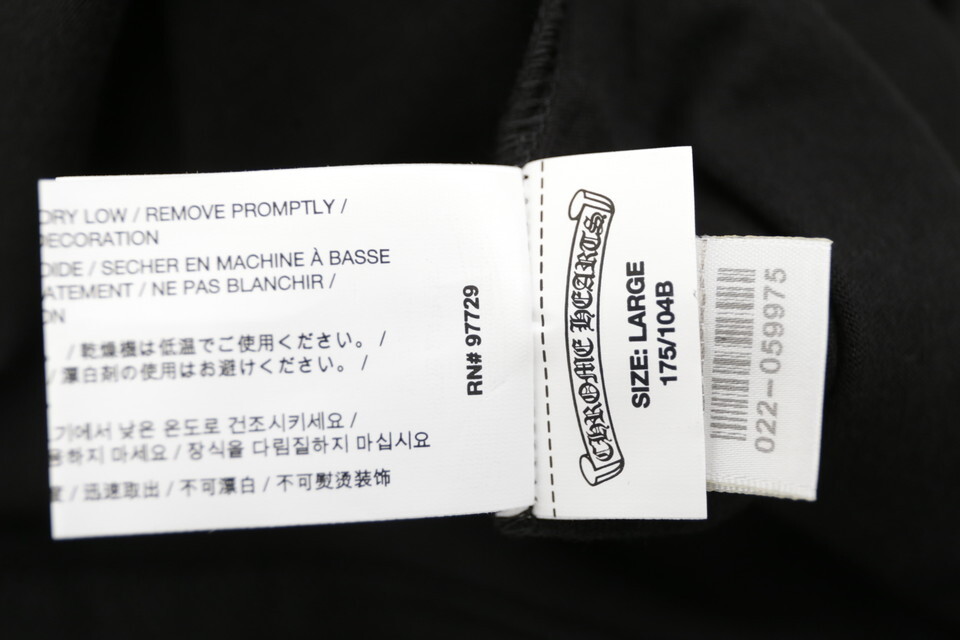 DRY LOW / REMOVE PROMPTLY /
DECORATION
SECHER EN MACHINE À BASSE
NE PAS BLANCHIR /
ON
/ 乾燥機は低温でご使用ください。 /
/ 漂白剤の使用はお避けください。 /
기에서 낮은 온도로 건조시키세요 /
하지 마세요 / 장식을 다림질하지 마십시요
/ 迅速取出 / 不可漂白 / 不可熨烫装饰
RN# 97729
CHROME HEARTS
SIZE: LARGE
175/104B
022-059975